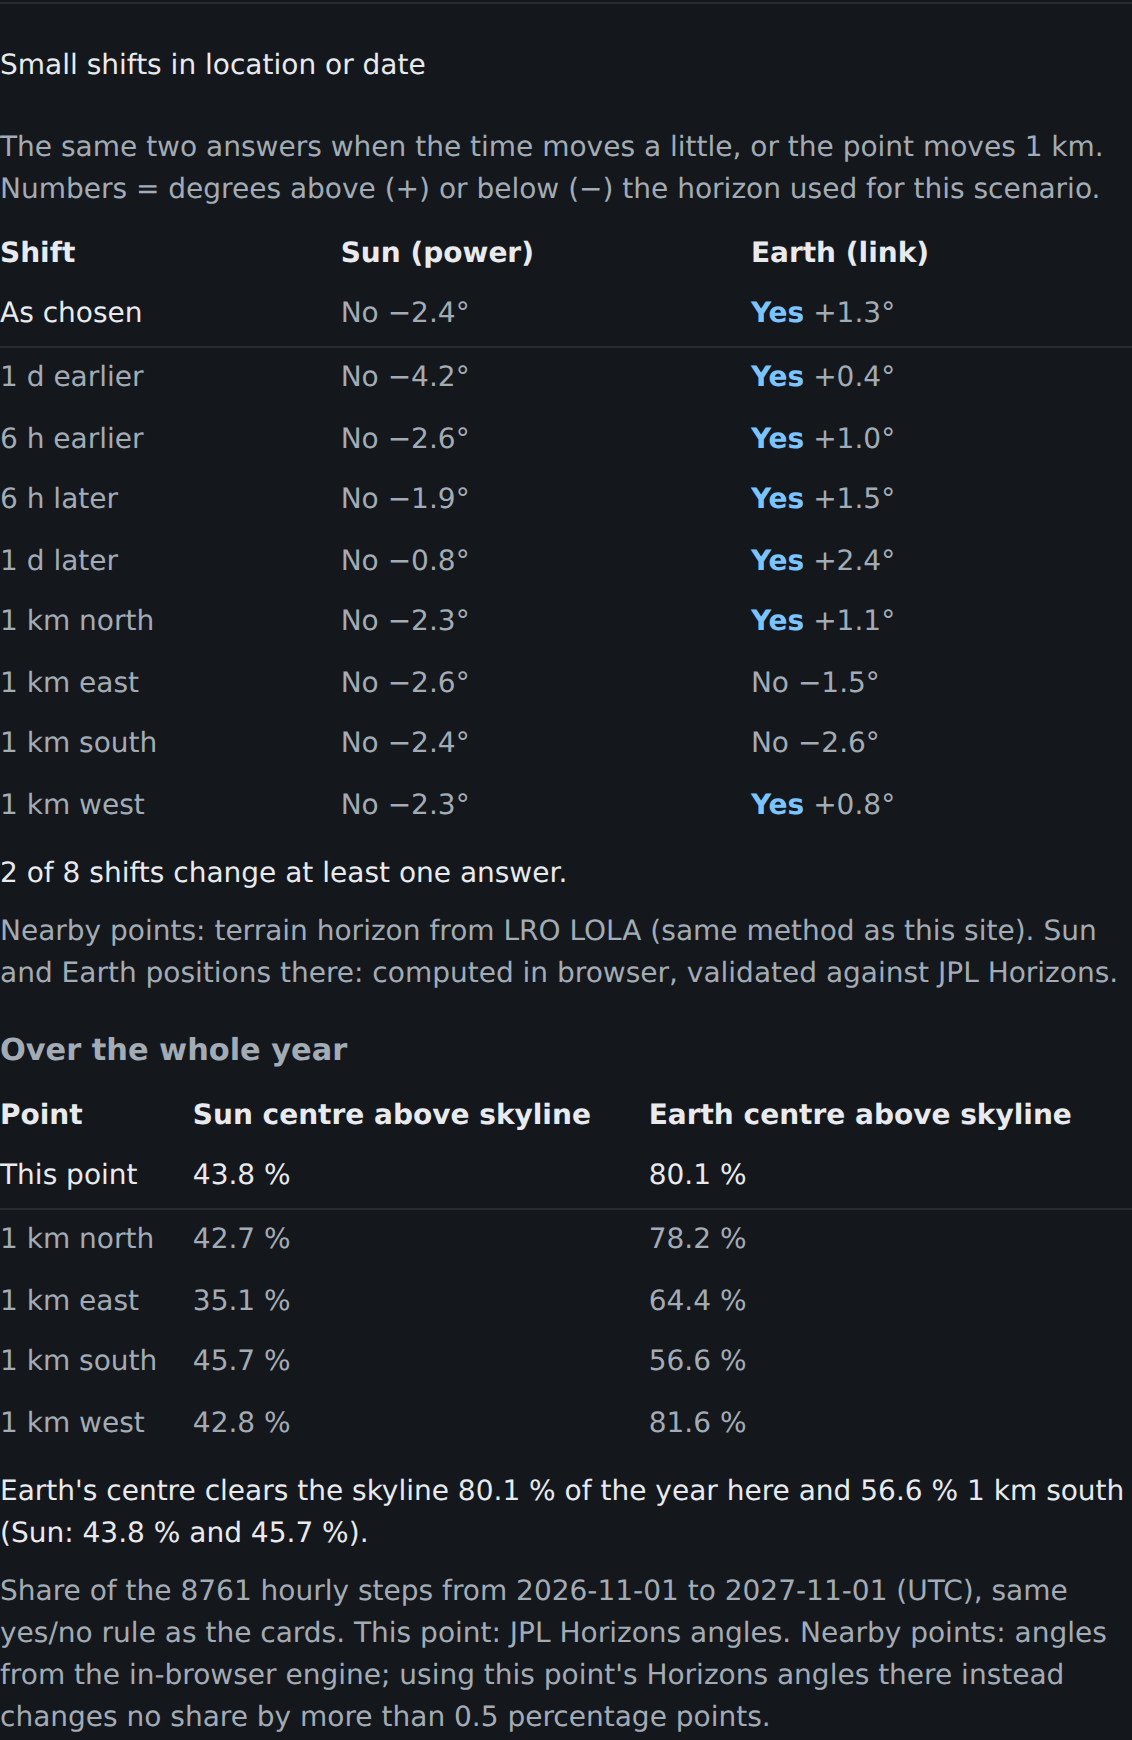 Small shifts in location or date
The same two answers when the time moves a little, or the point moves 1 km.
Numbers = degrees above (+) or below (−) the horizon used for this scenario.
Shift Sun (power) Earth (link)
As chosen No −2.4° Yes +1.3°
1 d earlier No −4.2° Yes +0.4°
6 h earlier No −2.6° Yes +1.0°
6 h later No −1.9° Yes +1.5°
1 d later No −0.8° Yes +2.4°
1 km north No −2.3° Yes +1.1°
1 km east No −2.6° No −1.5°
1 km south No −2.4° No −2.6°
1 km west No −2.3° Yes +0.8°
2 of 8 shifts change at least one answer.
Nearby points: terrain horizon from LRO LOLA (same method as this site). Sun
and Earth positions there: computed in browser, validated against JPL Horizons.
Over the whole year
Point Sun centre above skyline Earth centre above skyline
This point 43.8 % 80.1 %
1 km north 42.7 % 78.2 %
1 km east 35.1 % 64.4 %
1 km south 45.7 % 56.6 %
1 km west 42.8 % 81.6 %
Earth's centre clears the skyline 80.1 % of the year here and 56.6 % 1 km south
(Sun: 43.8 % and 45.7 %).
Share of the 8761 hourly steps from 2026-11-01 to 2027-11-01 (UTC), same
yes/no rule as the cards. This point: JPL Horizons angles. Nearby points: angles
from the in-browser engine; using this point's Horizons angles there instead
changes no share by more than 0.5 percentage points.